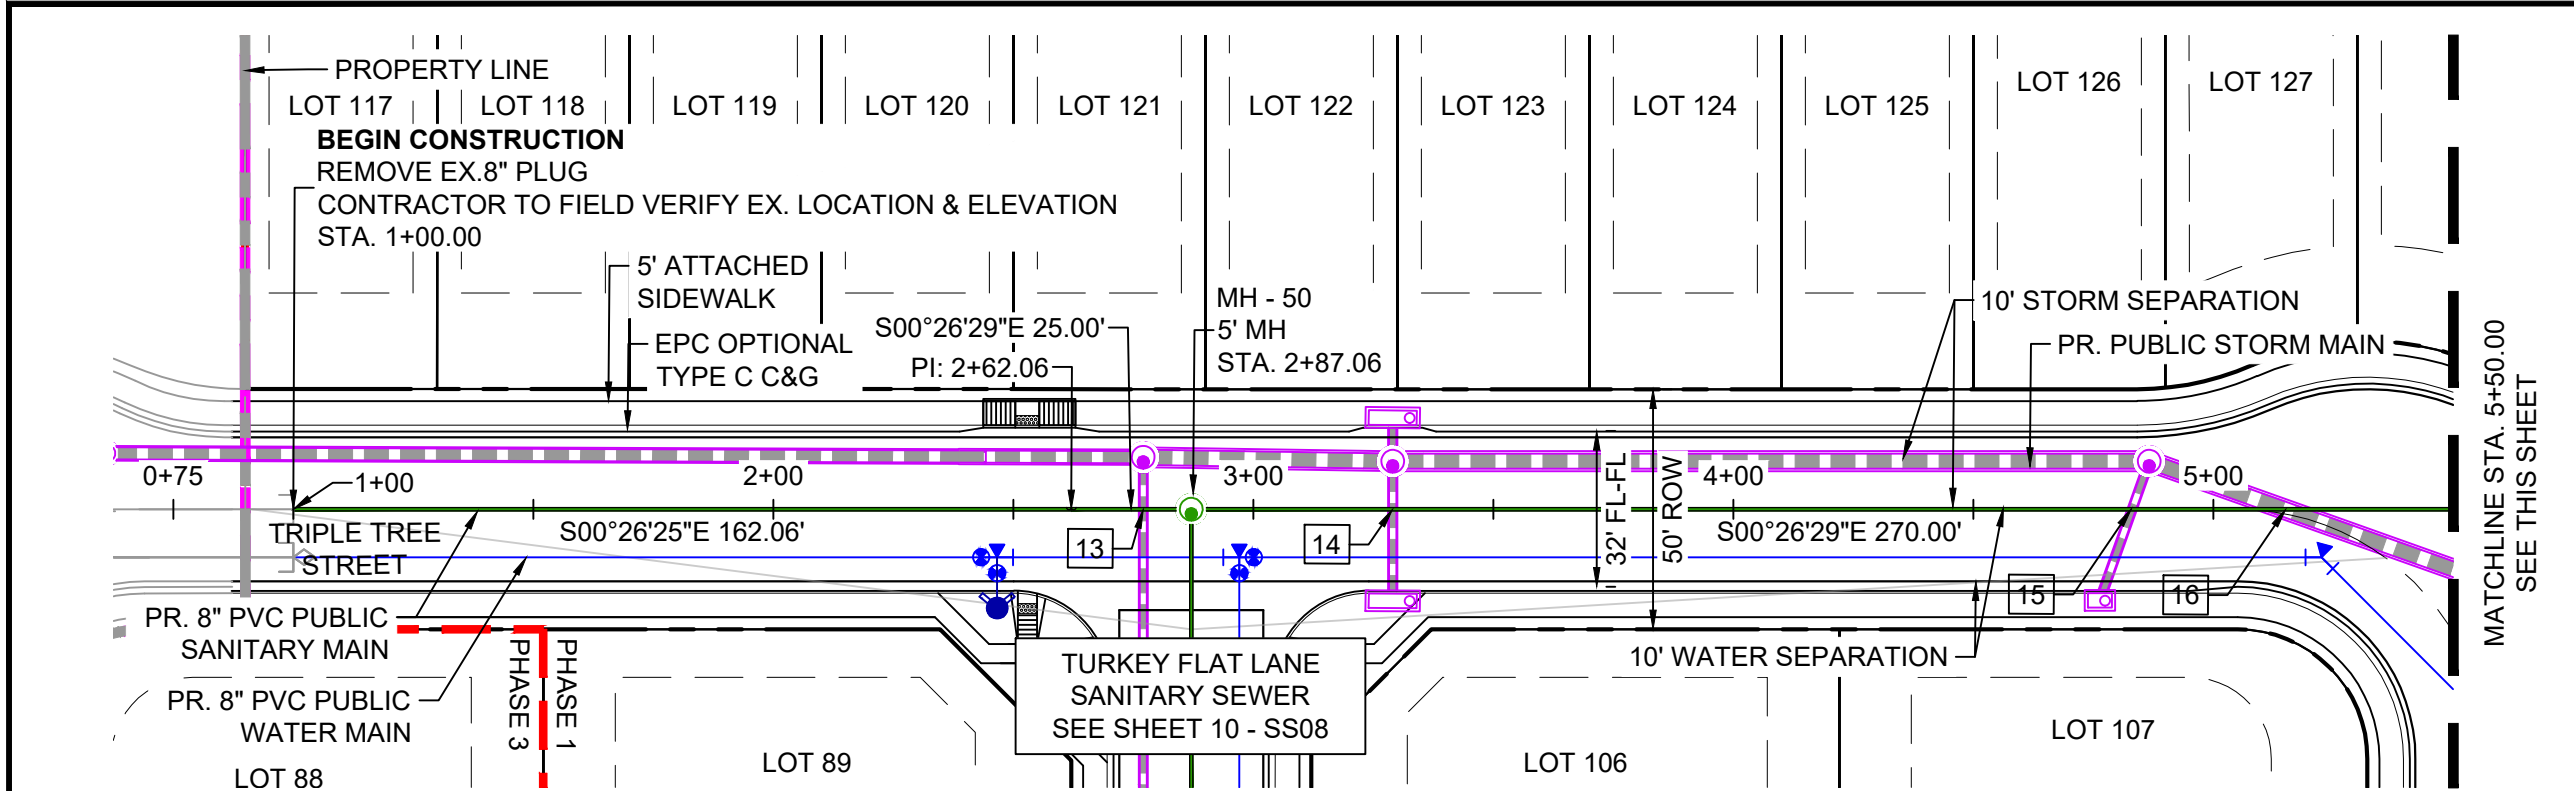 PROPERTY LINE
LOT 117
LOT 118
LOT 119
LOT 120
LOT 121
LOT 122
LOT 123
LOT 124
LOT 125
LOT 126
LOT 127
BEGIN CONSTRUCTION
REMOVE EX.8" PLUG
CONTRACTOR TO FIELD VERIFY EX. LOCATION & ELEVATION
STA. 1+00.00
5' ATTACHED
SIDEWALK
EPC OPTIONAL
TYPE C C&G
S00°26'29"E 25.00'
PI: 2+62.06
MH - 50
5' MH
STA. 2+87.06
10' STORM SEPARATION
PR. PUBLIC STORM MAIN
MATCHLINE STA. 5+50.00
SEE THIS SHEET
0+75
1+00
2+00
3+00
4+00
5+00
32' FL-FL
50' ROW
TRIPLE TREE
STREET
S00°26'25"E 162.06'
S00°26'29"E 270.00'
13
14
15
16
PR. 8" PVC PUBLIC
SANITARY MAIN
PR. 8" PVC PUBLIC
WATER MAIN
PHASE 3
PHASE 1
10' WATER SEPARATION
TURKEY FLAT LANE
SANITARY SEWER
SEE SHEET 10 - SS08
LOT 88
LOT 89
LOT 106
LOT 107